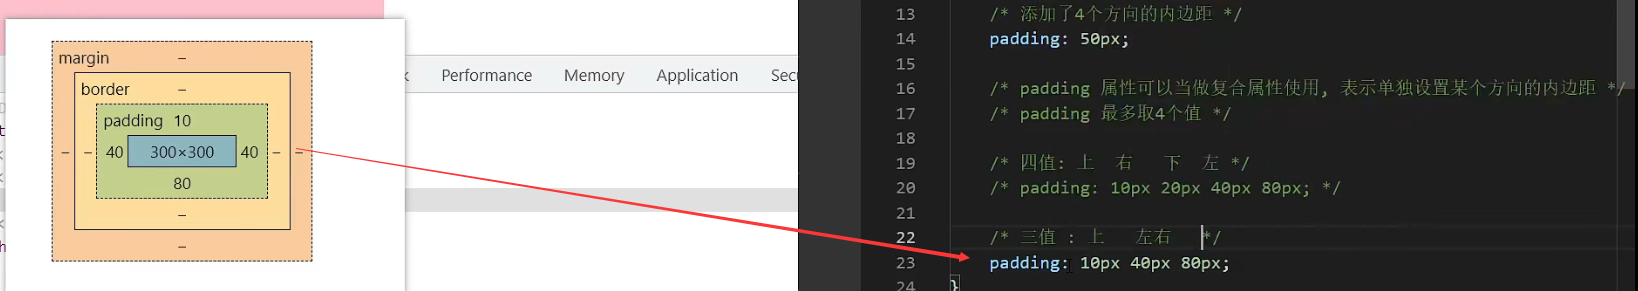 margin
–
border
–
padding 10
– – 40 300×300 40 – –
80
–
–
Performance Memory Application
13 /* 添加了4个方向的内边距 */
14 padding: 50px;
15
16 /* padding 属性可以当做复合属性使用, 表示单独设置某个方向的内边距 */
17 /* padding 最多取4个值 */
18
19 /* 四值: 上 右 下 左 */
20 /* padding: 10px 20px 40px 80px; */
21
22 /* 三值 : 上 左右 */
23 padding: 10px 40px 80px;
24 }